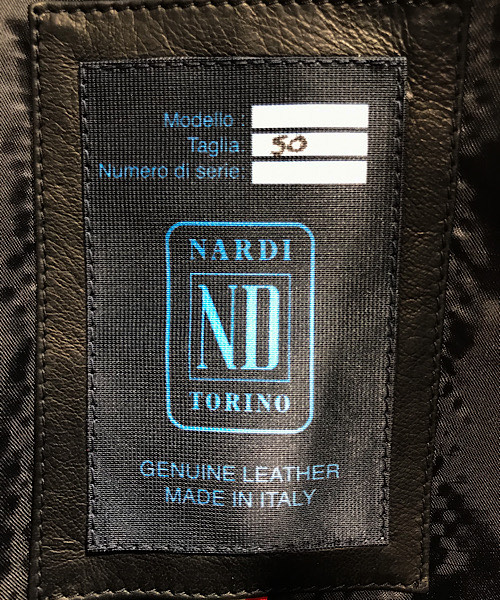 Modello :
Taglia : 50
Numero di serie :
NARDI
ND
TORINO
GENUINE LEATHER
MADE IN ITALY